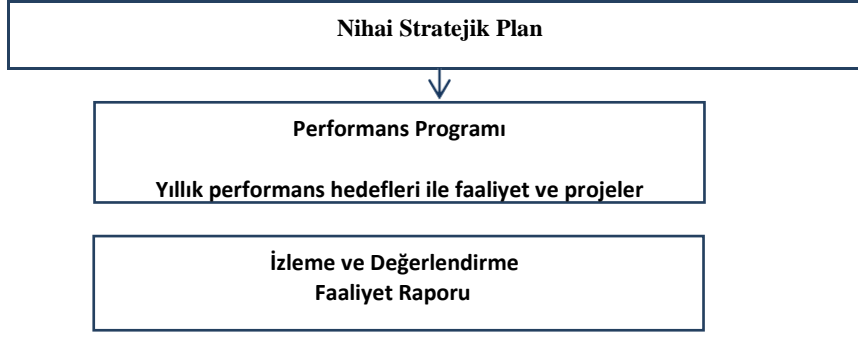 Nihai Stratejik Plan
Performans Programı
Yıllık performans hedefleri ile faaliyet ve projeler
İzleme ve Değerlendirme
Faaliyet Raporu